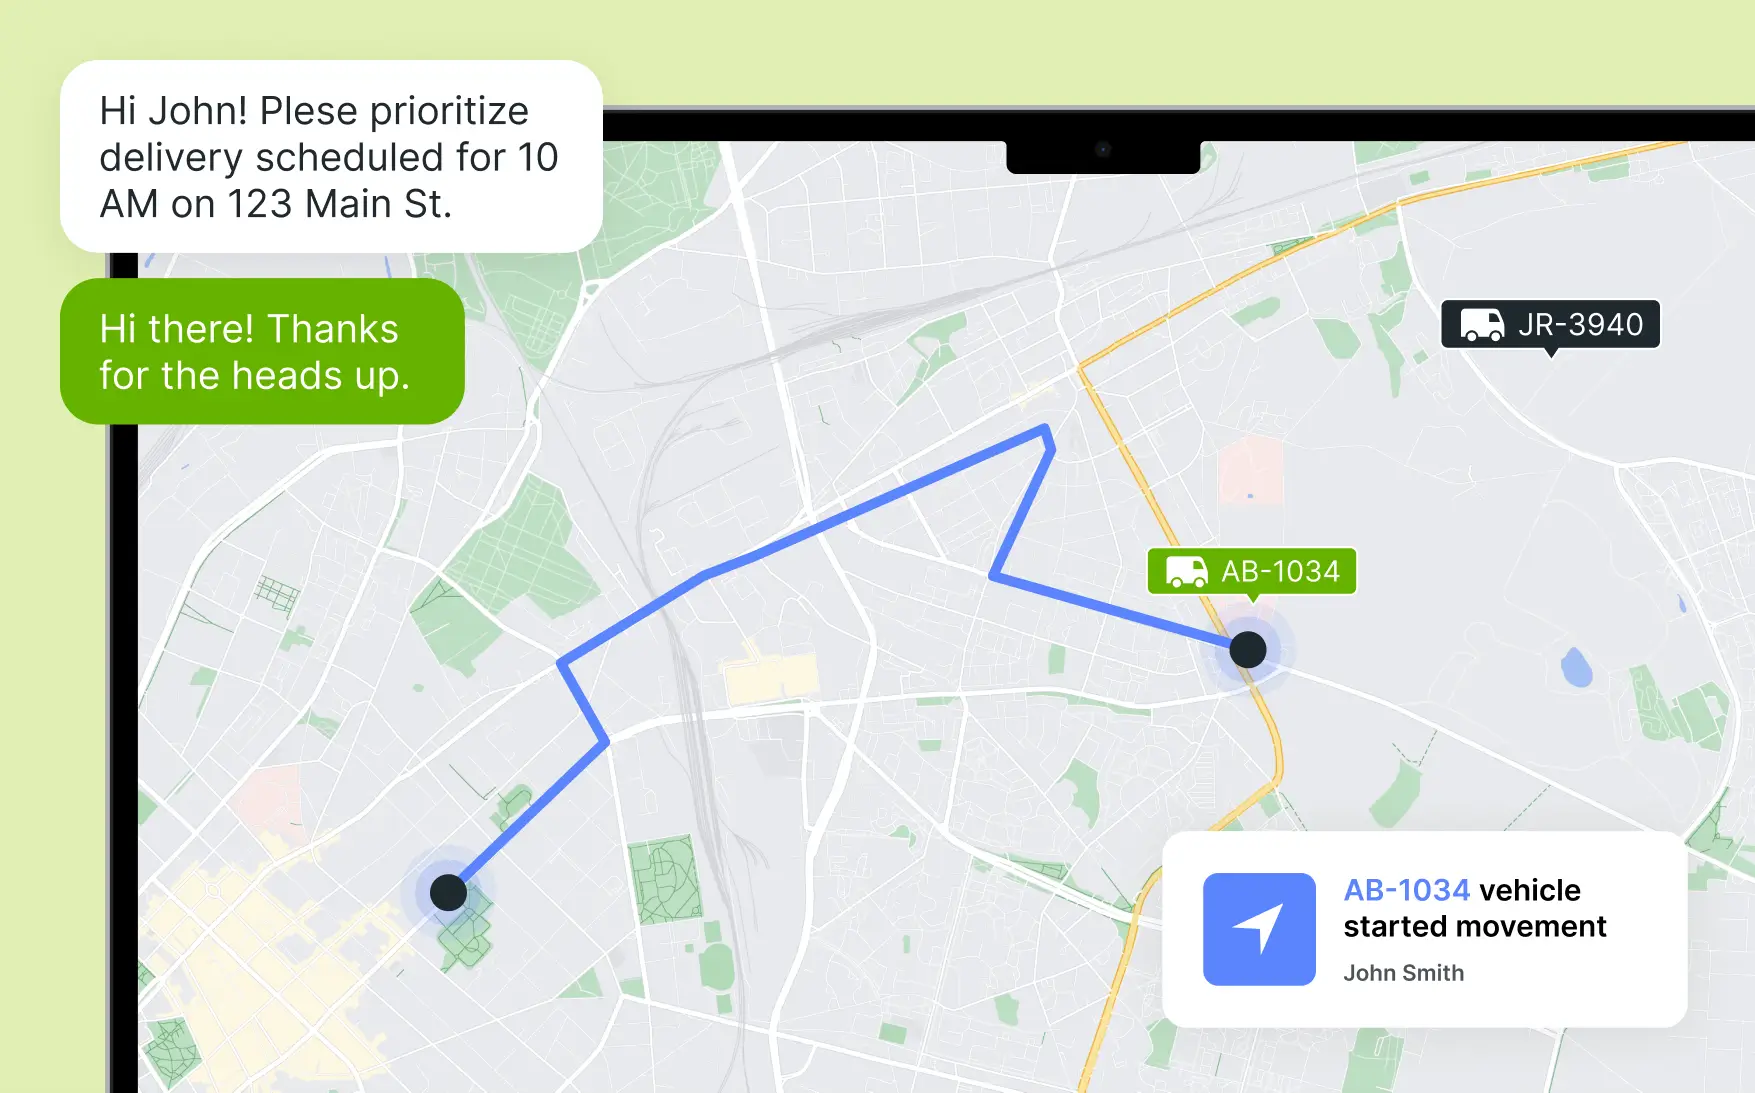 Hi John! Plese prioritize
delivery scheduled for 10
AM on 123 Main St.
Hi there! Thanks
for the heads up.
JR-3940
AB-1034
AB-1034 vehicle
started movement
John Smith